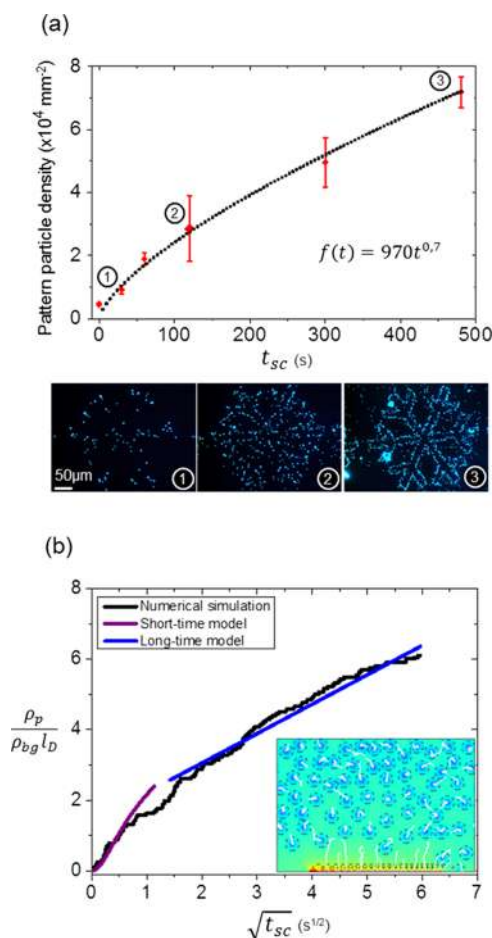 (a)
Pattern particle density (x10⁴ mm⁻²)
8
6
4
2
0
1
2
3
f(t) = 970t^0,7
0 100 200 300 400 500
t_sc (s)
50µm
1
2
3
(b)
8
6
4
2
0
Numerical simulation
Short-time model
Long-time model
ρ_p
ρ_bg l_D
0 1 2 3 4 5 6 7
√t_sc (s^1/2)